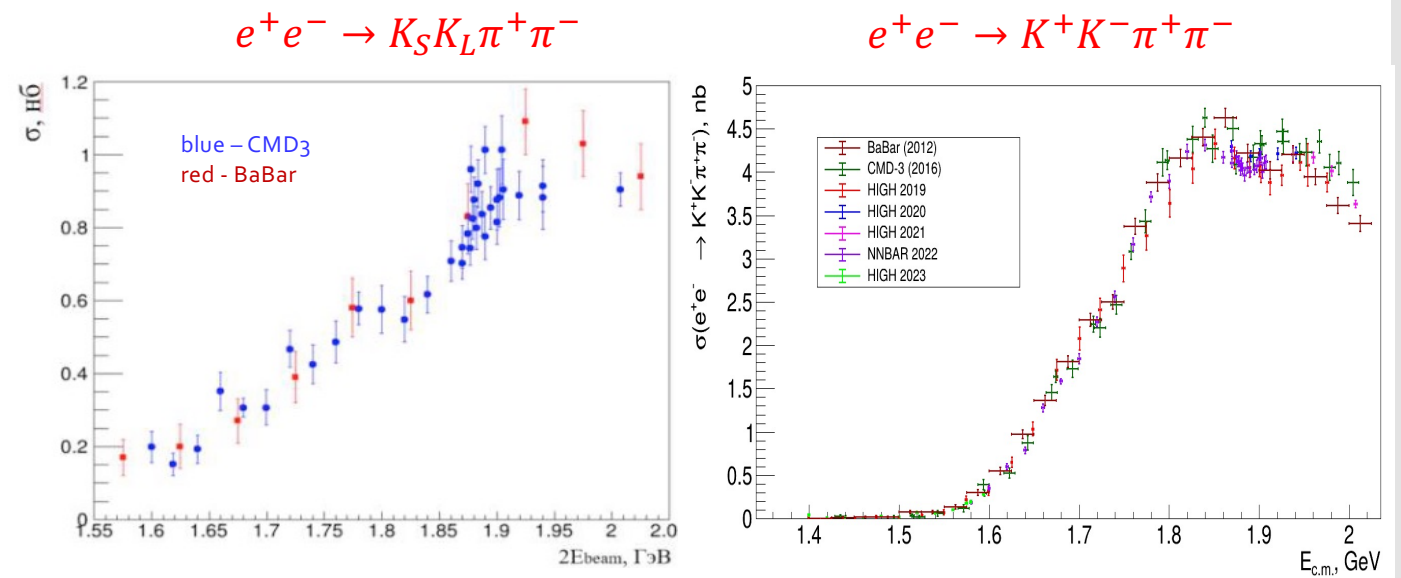 e⁺e⁻ → K_S K_L π⁺π⁻
e⁺e⁻ → K⁺K⁻π⁺π⁻
σ, нб
1.2
1
0.8
0.6
0.4
0.2
0
blue – CMD3
red - BaBar
1.55 1.6 1.65 1.7 1.75 1.8 1.85 1.9 1.95 2 2.0
2Ebeam, ГэВ
σ(e⁺e⁻ → K⁺K⁻π⁺π⁻), nb
5
4.5
4
3.5
3
2.5
2
1.5
1
0.5
0
BaBar (2012)
CMD-3 (2016)
HIGH 2019
HIGH 2020
HIGH 2021
NNBAR 2022
HIGH 2023
1.4 1.5 1.6 1.7 1.8 1.9 2
E_c.m., GeV